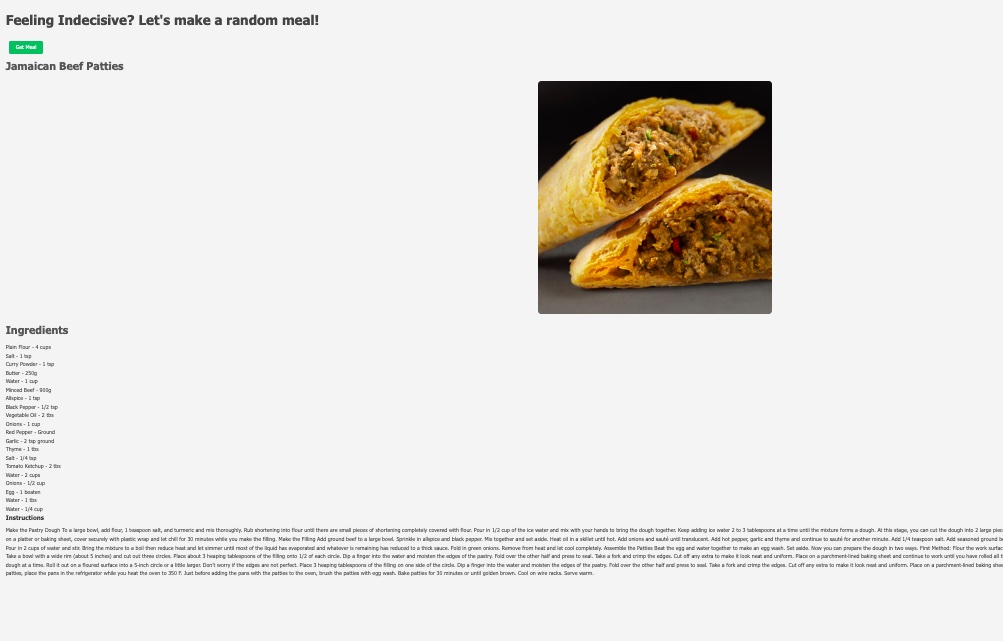 Feeling Indecisive? Let's make a random meal!
Get Meal
Jamaican Beef Patties
Ingredients
Plain Flour - 4 cups
Salt - 1 tsp
Curry Powder - 1 tsp
Butter - 250g
Water - 1 cup
Minced Beef - 900g
Allspice - 1 tsp
Black Pepper - 1/2 tsp
Vegetable Oil - 2 tbs
Onions - 1 cup
Red Pepper - Ground
Garlic - 2 tsp ground
Thyme - 1 tbs
Salt - 1/4 tsp
Tomato Ketchup - 2 tbs
Water - 2 cups
Onions - 1/2 cup
Egg - 1 beaten
Water - 1 tbs
Water - 1/4 cup
Instructions
Make the Pastry Dough To a large bowl, add flour, 1 teaspoon salt, and turmeric and mix thoroughly. Rub shortening into flour until there are small pieces of shortening completely covered with flour. Pour in 1/2 cup of the ice water and mix with your hands to bring the dough together. Keep adding ice water 2 to 3 tablespoons at a time until the mixture forms a dough. At this stage, you can cut the dough into 2 large piec
on a platter or baking sheet, cover securely with plastic wrap and let chill for 30 minutes while you make the filling. Make the Filling Add ground beef to a large bowl. Sprinkle in allspice and black pepper. Mix together and set aside. Heat oil in a skillet until hot. Add onions and sauté until translucent. Add hot pepper, garlic and thyme and continue to sauté for another minute. Add 1/4 teaspoon salt. Add seasoned ground b
Pour in 2 cups of water and stir. Bring the mixture to a boil then reduce heat and let simmer until most of the liquid has evaporated and whatever is remaining has reduced to a thick sauce. Fold in green onions. Remove from heat and let cool completely. Assemble the Patties Beat the egg and water together to make an egg wash. Set aside. Now you can prepare the dough in two ways. First Method: Flour the work surfac
Take a bowl with a wide rim (about 5 inches) and cut out three circles. Place about 3 heaping tablespoons of the filling onto 1/2 of each circle. Dip a finger into the water and moisten the edges of the pastry. Fold over the other half and press to seal. Take a fork and crimp the edges. Cut off any extra to make it look neat and uniform. Place on a parchment-lined baking sheet and continue to work until you have rolled all t
dough at a time. Roll it out on a floured surface into a 5-inch circle or a little larger. Don't worry if the edges are not perfect. Place 3 heaping tablespoons of the filling on one side of the circle. Dip a finger into the water and moisten the edges of the pastry. Fold over the other half and press to seal. Take a fork and crimp the edges. Cut off any extra to make it look neat and uniform. Place on a parchment-lined baking shee
patties, place the pans in the refrigerator while you heat the oven to 350 F. Just before adding the pans with the patties to the oven, brush the patties with egg wash. Bake patties for 30 minutes or until golden brown. Cool on wire racks. Serve warm.